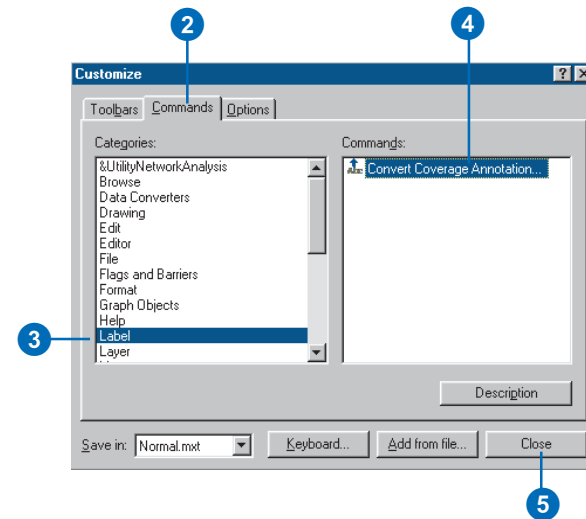 2
4
Customize
Toolbars Commands Options
Categories:
&UtilityNetworkAnalysis
Browse
Data Converters
Drawing
Edit
Editor
File
Flags and Barriers
Format
Graph Objects
Help
Label
Layer
Commands:
Convert Coverage Annotation...
3
Description
Save in: Normal.mxt Keyboard... Add from file... Close
5